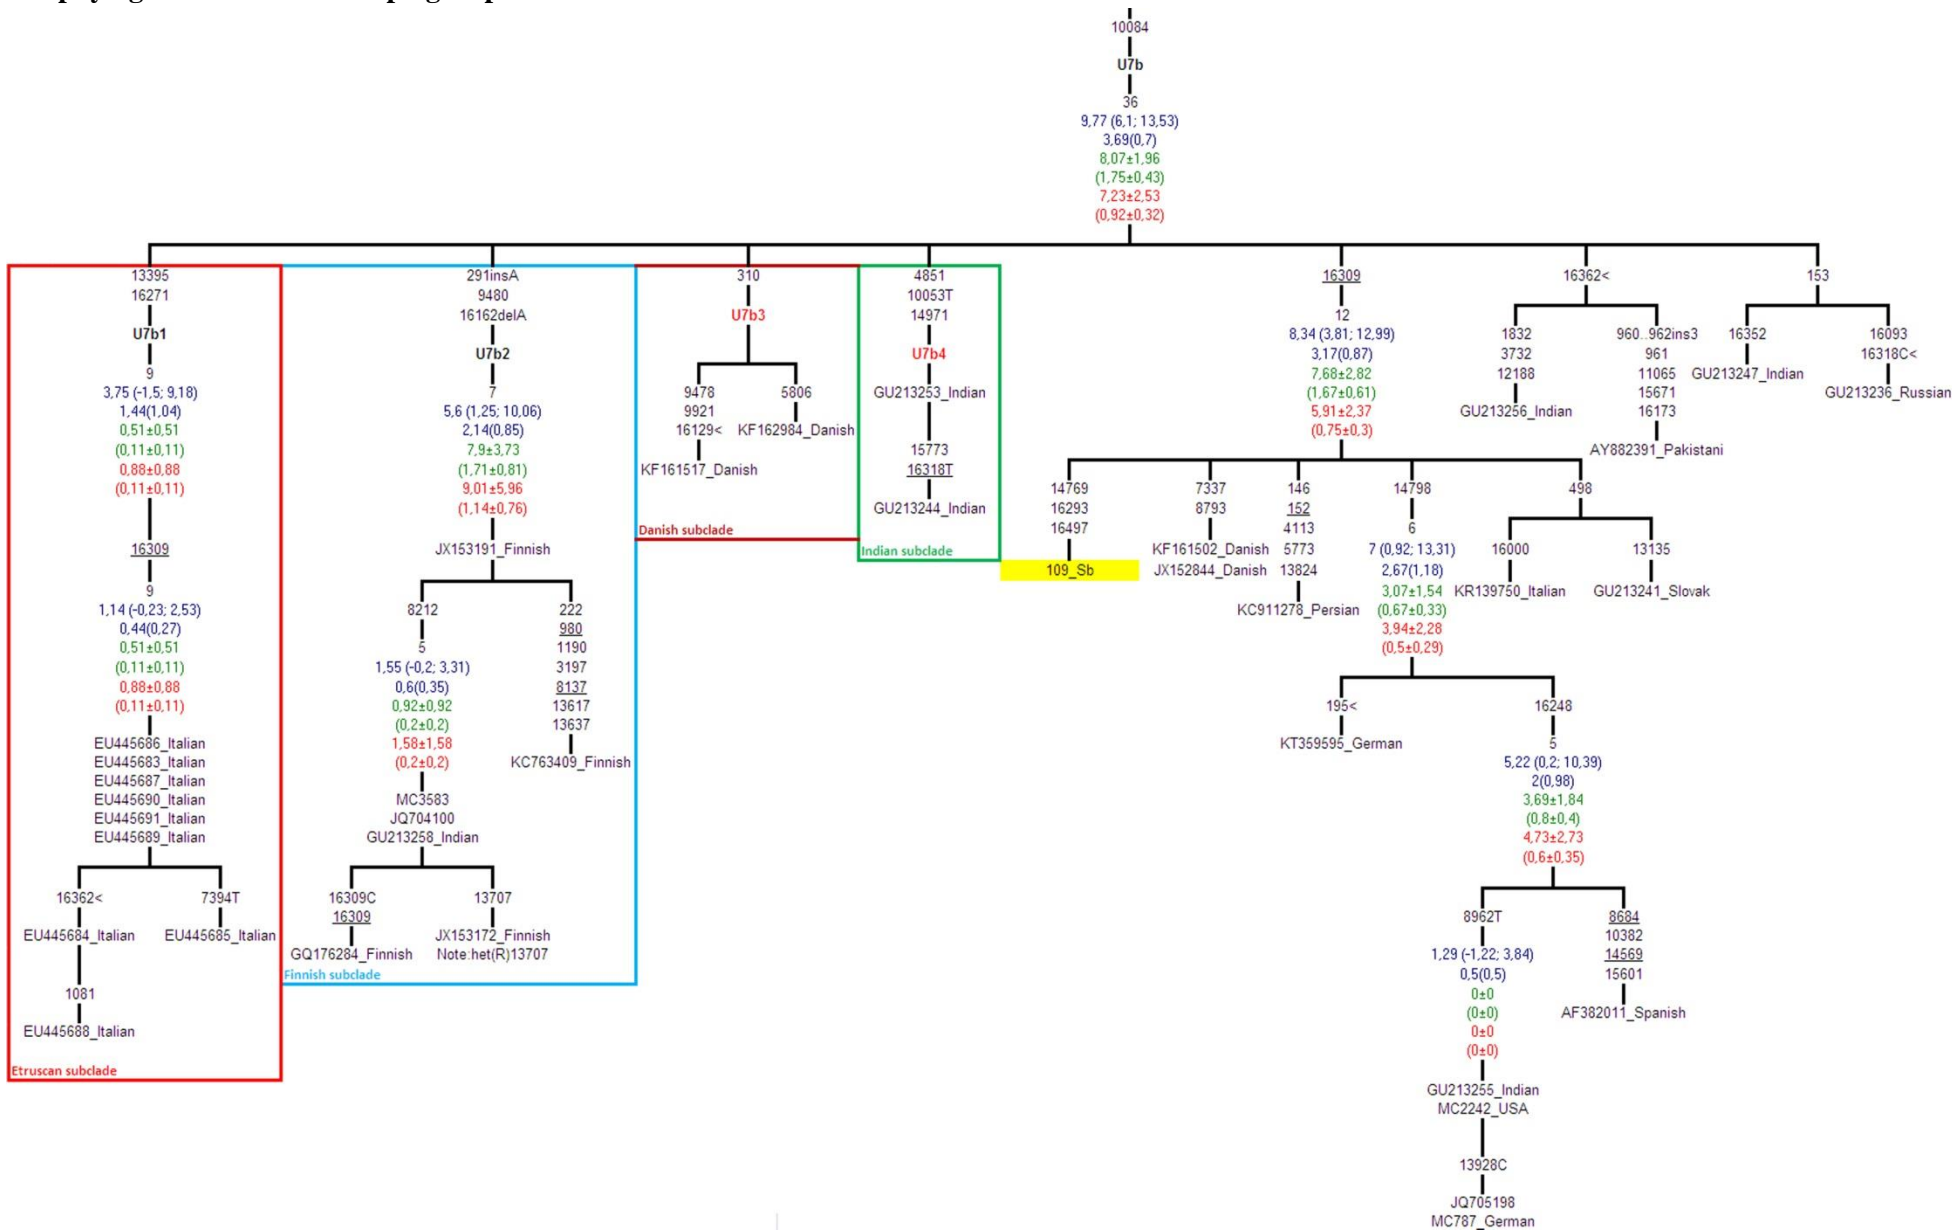 10084
U7b
36
9,77 (6,1; 13,53)
3,69(0,7)
8,07±1,96
(1,75±0,43)
7,23±2,53
(0,92±0,32)
13395
16271
U7b1
9
3,75 (-1,5; 9,18)
1,44(1,04)
0,51±0,51
(0,11±0,11)
0,88±0,88
(0,11±0,11)
16309
9
1,14 (-0,23; 2,53)
0,44(0,27)
0,51±0,51
(0,11±0,11)
0,88±0,88
(0,11±0,11)
EU445686_Italian
EU445683_Italian
EU445687_Italian
EU445690_Italian
EU445691_Italian
EU445689_Italian
16362<
EU445684_Italian
1081
EU445688_Italian
7394T
EU445685_Italian
Etruscan subclade
291insA
9480
16162delA
U7b2
7
5,6 (1,25; 10,06)
2,14(0,85)
7,9±3,73
(1,71±0,81)
9,01±5,96
(1,14±0,76)
JX153191_Finnish
8212
5
1,55 (-0,2; 3,31)
0,6(0,35)
0,92±0,92
(0,2±0,2)
1,58±1,58
(0,2±0,2)
MC3583
JQ704100
GU213258_Indian
16309C
16309
GQ176284_Finnish
13707
JX153172_Finnish
Note:het(R)13707
222
980
1190
3197
8137
13617
13637
KC763409_Finnish
Finnish subclade
310
U7b3
9478
9921
16129<
KF161517_Danish
5806
KF162984_Danish
Danish subclade
4851
10053T
14971
U7b4
GU213253_Indian
15773
16318T
GU213244_Indian
Indian subclade
16309
12
8,34 (3,81; 12,99)
3,17(0,87)
7,68±2,82
(1,67±0,61)
5,91±2,37
(0,75±0,3)
14769
16293
16497
109_Sb
7337
8793
KF161502_Danish
JX152844_Danish
146
152
4113
5773
13824
KC911278_Persian
14798
6
7 (0,92; 13,31)
2,67(1,18)
3,07±1,54
(0,67±0,33)
3,94±2,28
(0,5±0,29)
195<
KT359595_German
16248
5
5,22 (0,2; 10,39)
2(0,98)
3,69±1,84
(0,8±0,4)
4,73±2,73
(0,6±0,35)
8962T
1,29 (-1,22; 3,84)
0,5(0,5)
0±0
(0±0)
0±0
(0±0)
GU213255_Indian
MC2242_USA
13928C
JQ705198
MC787_German
8684
10382
14569
15601
AF382011_Spanish
498
16000
KR139750_Italian
13135
GU213241_Slovak
16362<
1832
3732
12188
GU213256_Indian
960..962ins3
961
11065
15671
16173
AY882391_Pakistani
153
16352
GU213247_Indian
16093
16318C<
GU213236_Russian